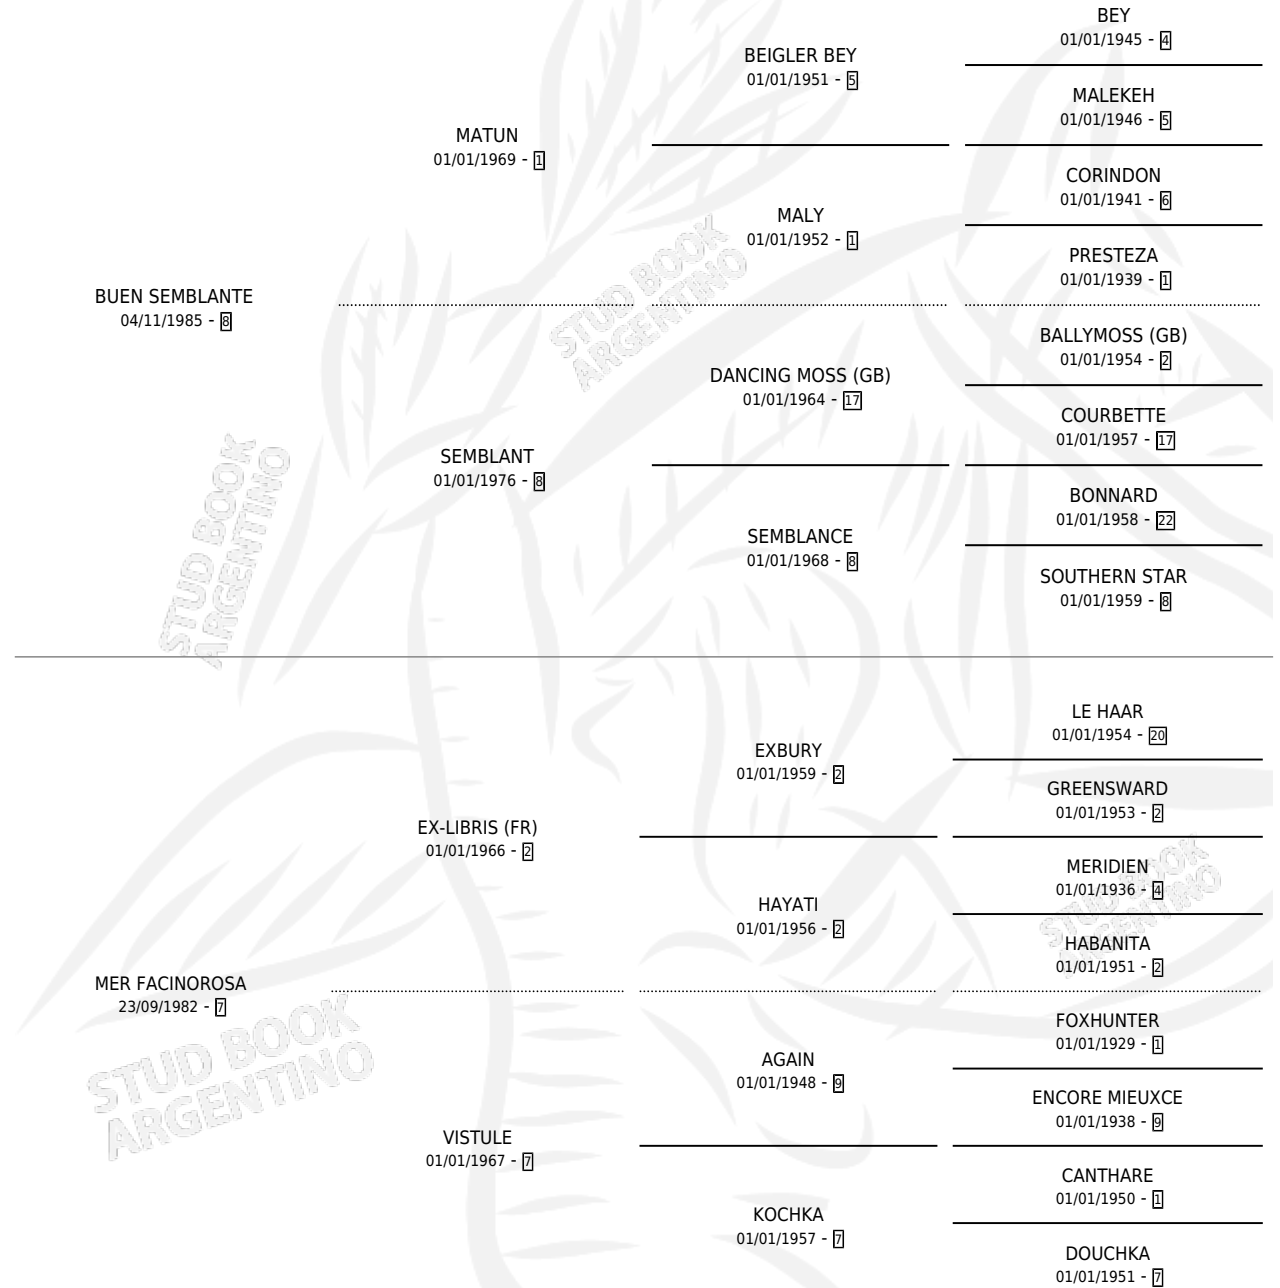 BEY
01/01/1945 - 4
BEIGLER BEY
01/01/1951 - 5
MALEKEH
01/01/1946 - 5
MATUN
01/01/1969 - 1
CORINDON
01/01/1941 - 6
MALY
01/01/1952 - 1
PRESTEZA
01/01/1939 - 1
BUEN SEMBLANTE
04/11/1985 - 8
STUD BOOK
ARGENTINO
BALLYMOSS (GB)
01/01/1954 - 2
DANCING MOSS (GB)
01/01/1964 - 17
COURBETTE
01/01/1957 - 17
SEMBLANT
01/01/1976 - 8
BONNARD
01/01/1958 - 22
SEMBLANCE
01/01/1968 - 8
SOUTHERN STAR
01/01/1959 - 8
STUD BOOK
ARGENTINO
LE HAAR
01/01/1954 - 20
EXBURY
01/01/1959 - 2
GREENSWARD
01/01/1953 - 2
EX-LIBRIS (FR)
01/01/1966 - 2
MERIDIEN
01/01/1936 - 4
HAYATI
01/01/1956 - 2
HABANITA
01/01/1951 - 2
STUD BOOK
ARGENTINO
MER FACINOROSA
23/09/1982 - 7
FOXHUNTER
01/01/1929 - 1
AGAIN
01/01/1948 - 9
ENCORE MIEUXCE
01/01/1938 - 9
STUD BOOK
ARGENTINO
VISTULE
01/01/1967 - 7
CANTHARE
01/01/1950 - 1
KOCHKA
01/01/1957 - 7
DOUCHKA
01/01/1951 - 7